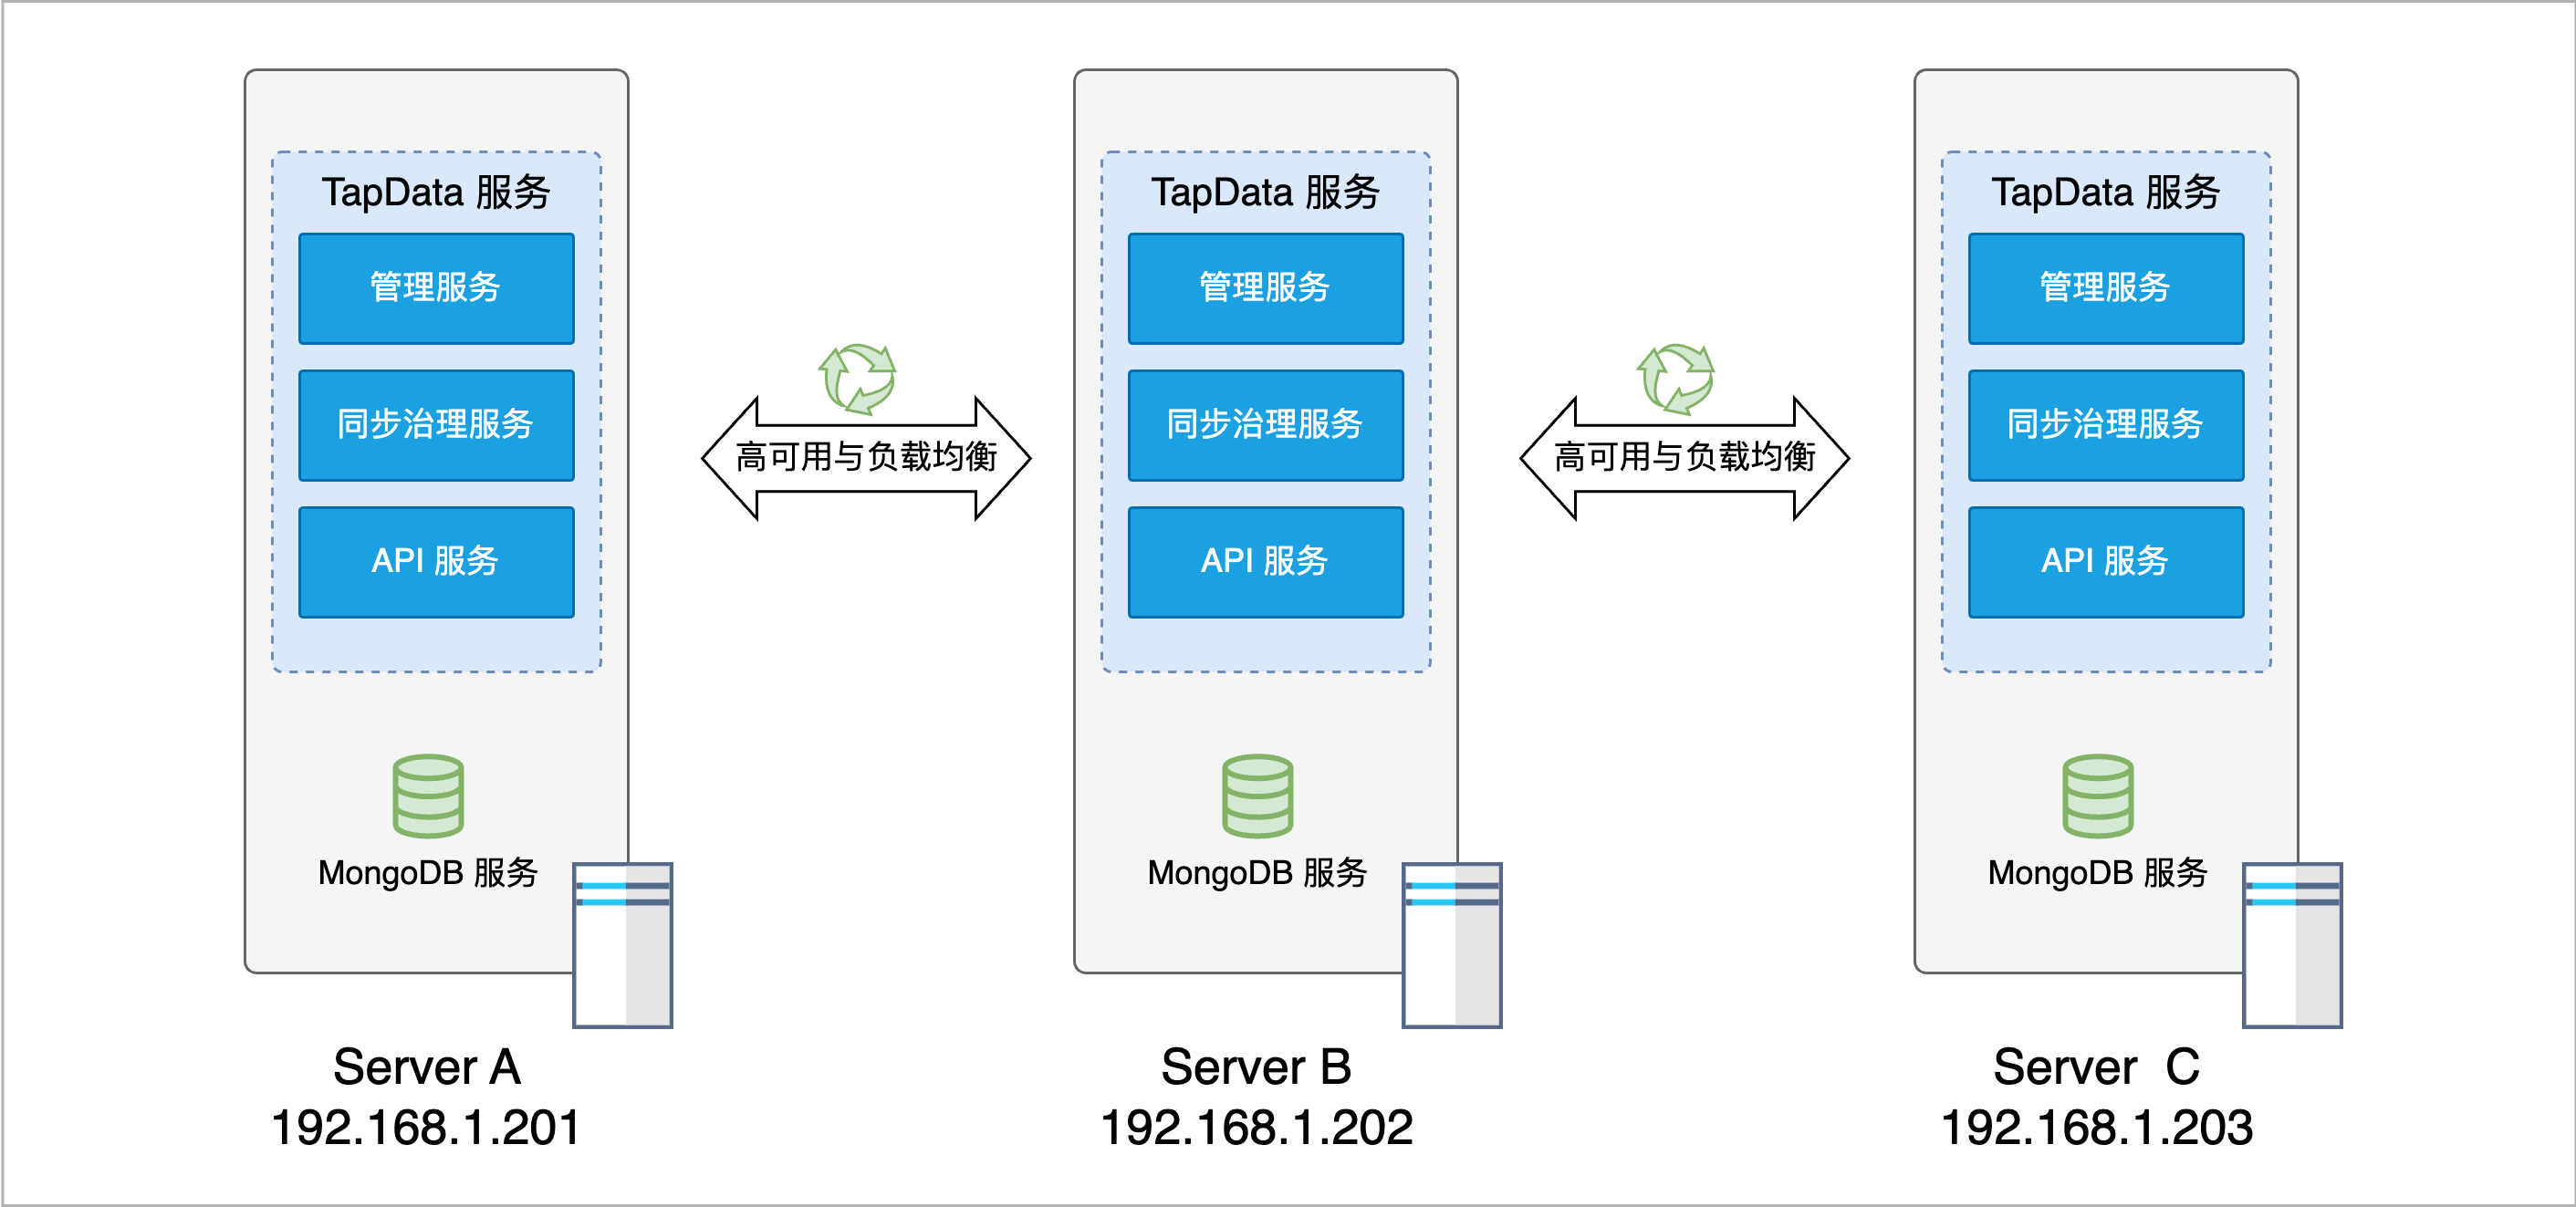 TapData 服务
管理服务
同步治理服务
API 服务
MongoDB 服务
Server A
192.168.1.201
高可用与负载均衡
TapData 服务
管理服务
同步治理服务
API 服务
MongoDB 服务
Server B
192.168.1.202
高可用与负载均衡
TapData 服务
管理服务
同步治理服务
API 服务
MongoDB 服务
Server  C
192.168.1.203